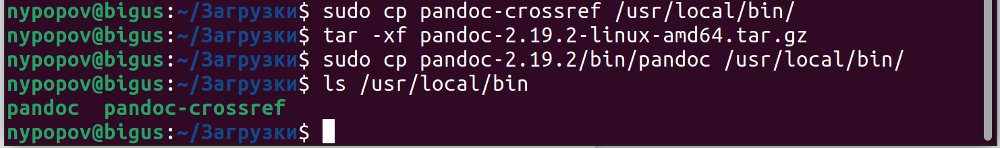 nypopov@bigus:~/Загрузки$ sudo cp pandoc-crossref /usr/local/bin/
nypopov@bigus:~/Загрузки$ tar -xf pandoc-2.19.2-linux-amd64.tar.gz
nypopov@bigus:~/Загрузки$ sudo cp pandoc-2.19.2/bin/pandoc /usr/local/bin/
nypopov@bigus:~/Загрузки$ ls /usr/local/bin
pandoc  pandoc-crossref
nypopov@bigus:~/Загрузки$